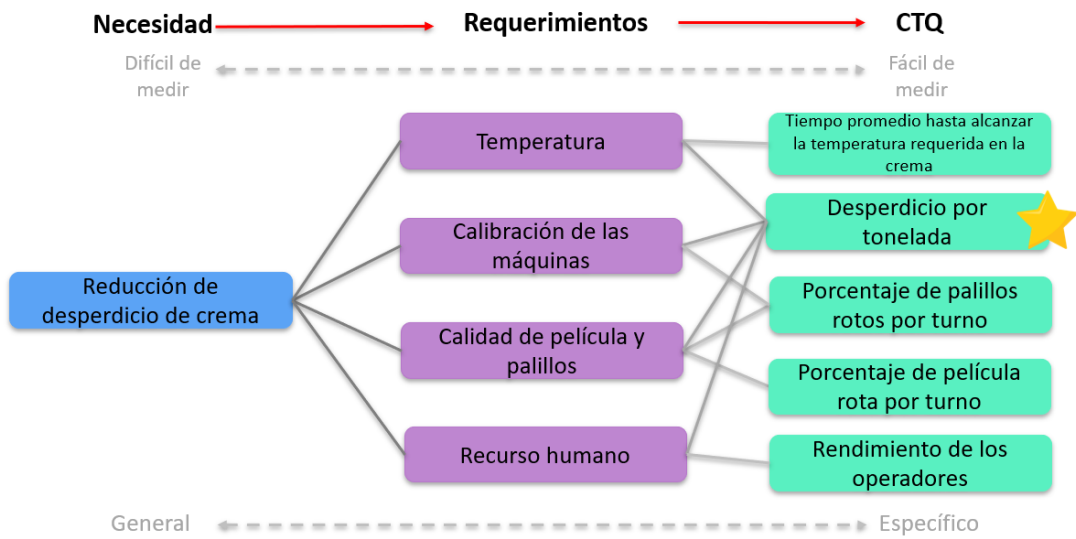 Necesidad
Requerimientos
CTQ
Difícil de
medir
Fácil de
medir
Temperatura
Tiempo promedio hasta alcanzar
la temperatura requerida en la
crema
Calibración de las
máquinas
Desperdicio por
tonelada
Reducción de
desperdicio de crema
Porcentaje de palillos
rotos por turno
Calidad de película y
palillos
Porcentaje de película
rota por turno
Recurso humano
Rendimiento de los
operadores
General
Específico